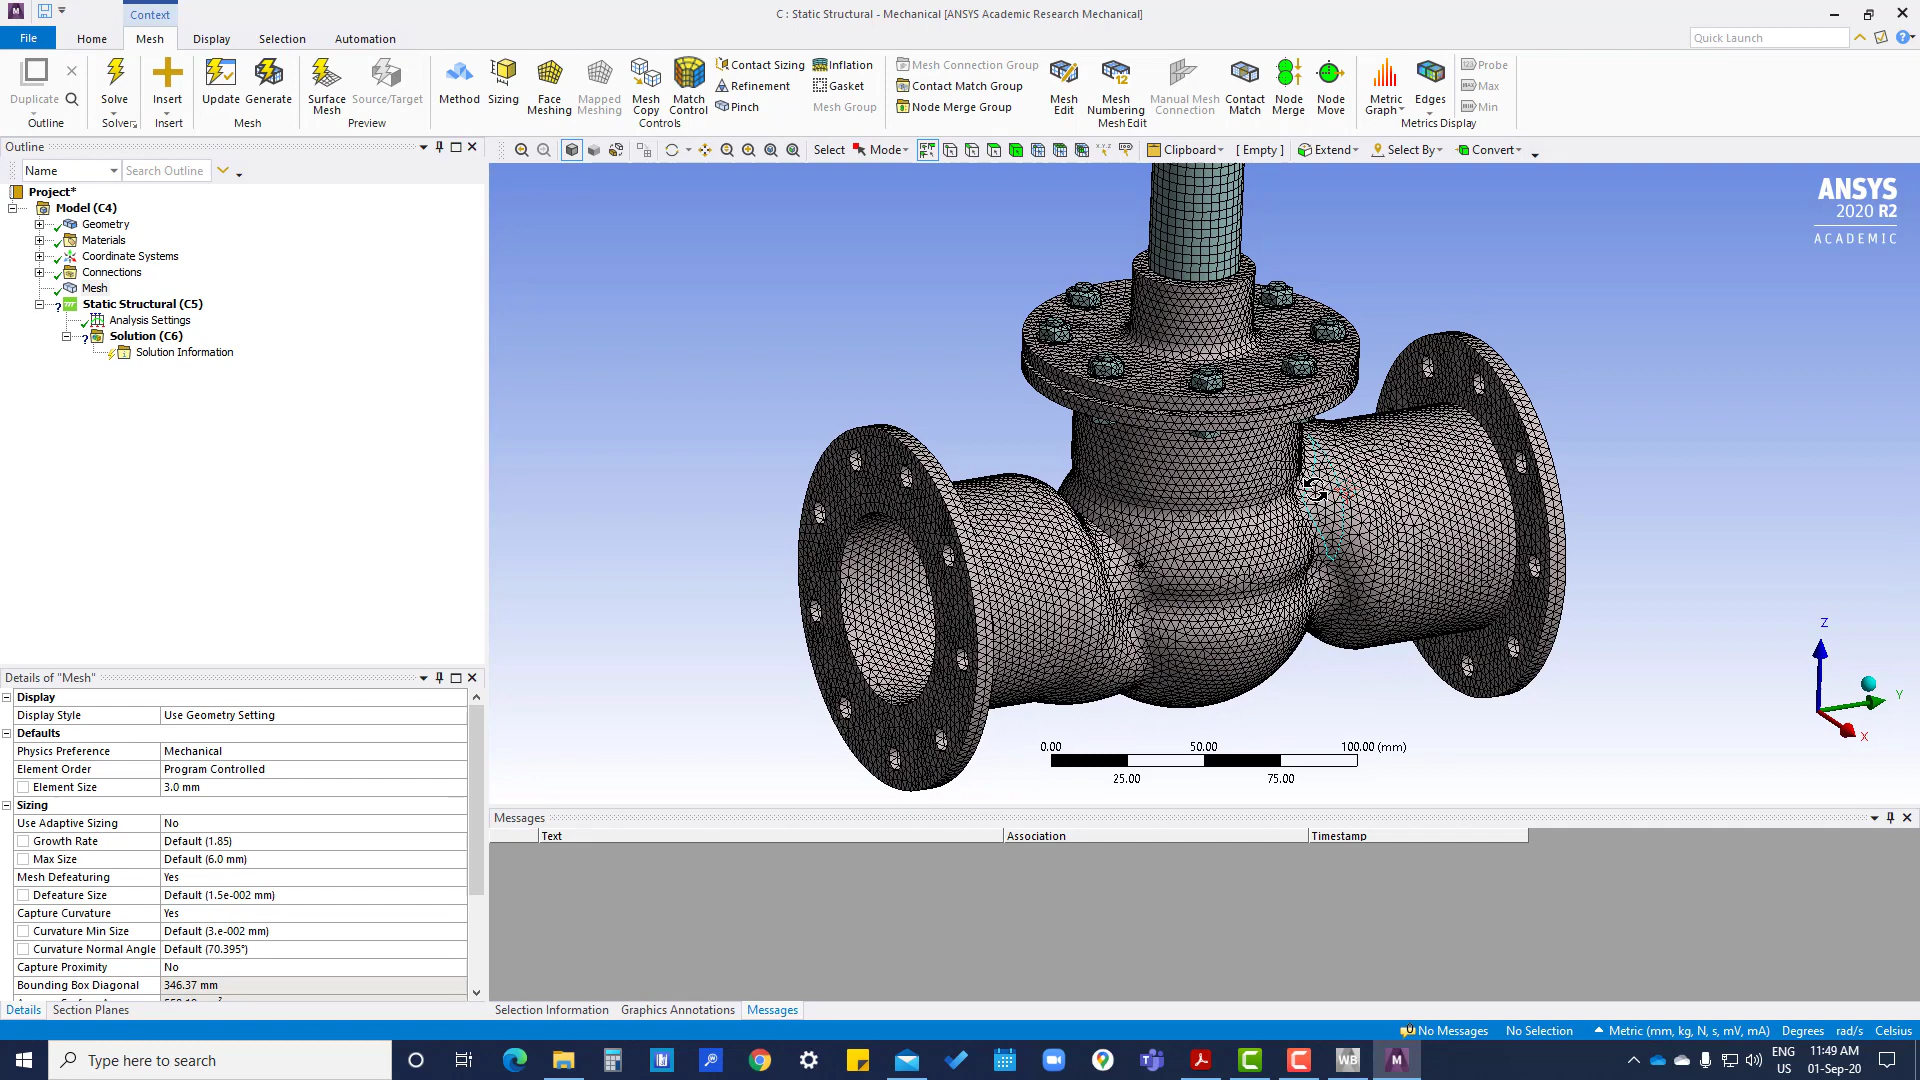 Context
C : Static Structural - Mechanical [ANSYS Academic Research Mechanical]
File
Home
Mesh
Display
Selection
Automation
Quick Launch
Duplicate
Outline
Solve
Solver
Insert
Insert
Update
Generate
Mesh
Surface
Mesh
Source/Target
Preview
Method
Sizing
Face
Meshing
Mapped
Meshing
Mesh
Copy
Match
Control
Contact Sizing
Refinement
Pinch
Inflation
Gasket
Mesh Group
Controls
Mesh Connection Group
Contact Match Group
Node Merge Group
Mesh
Edit
Mesh
Numbering
Manual Mesh
Connection
Contact
Match
Node
Merge
Node
Move
Mesh Edit
Metric
Graph
Edges
Probe
Max
Min
Metrics Display
Outline
Select
Mode
Clipboard
[ Empty ]
Extend
Select By
Convert
Name
Search Outline
Project*
Model (C4)
Geometry
Materials
Coordinate Systems
Connections
Mesh
Static Structural (C5)
Analysis Settings
Solution (C6)
Solution Information
ANSYS
2020 R2
ACADEMIC
Z
Y
X
0.00 50.00 100.00 (mm)
25.00 75.00
Details of "Mesh"
Display
Display Style Use Geometry Setting
Defaults
Physics Preference Mechanical
Element Order Program Controlled
Element Size 3.0 mm
Sizing
Use Adaptive Sizing No
Growth Rate Default (1.85)
Max Size Default (6.0 mm)
Mesh Defeaturing Yes
Defeature Size Default (1.5e-002 mm)
Capture Curvature Yes
Curvature Min Size Default (3.e-002 mm)
Curvature Normal Angle Default (70.395°)
Capture Proximity No
Bounding Box Diagonal 346.37 mm
Details
Section Planes
Messages
Text Association Timestamp
Selection Information
Graphics Annotations
Messages
No Messages
No Selection
Metric (mm, kg, N, s, mV, mA)
Degrees
rad/s
Celsius
Type here to search
WB
M
ENG
US
11:49 AM
01-Sep-20